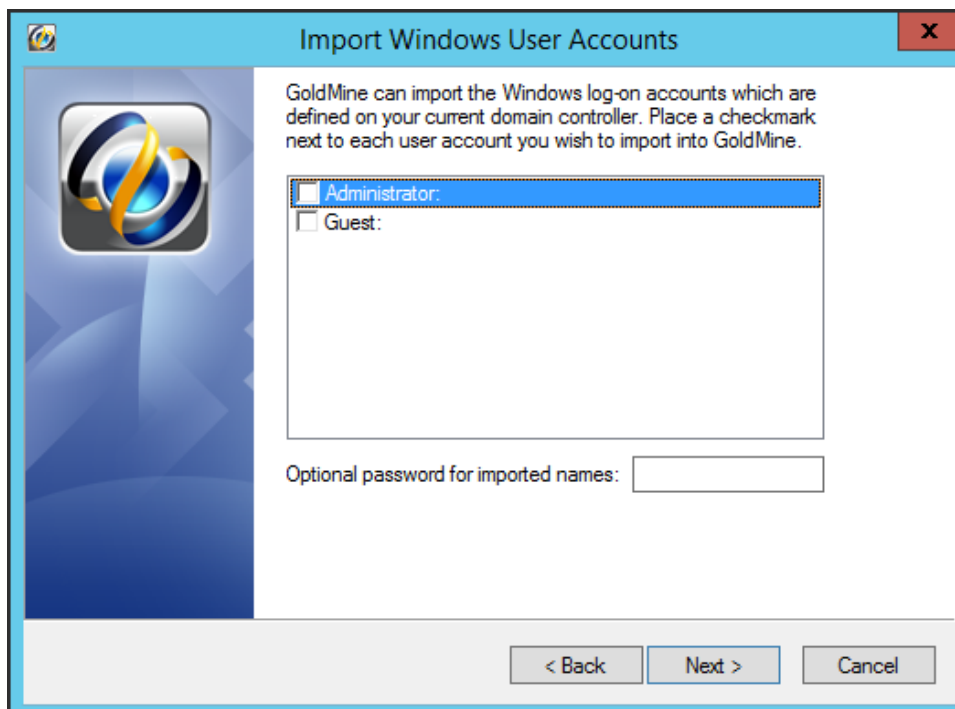 Import Windows User Accounts
x
GoldMine can import the Windows log-on accounts which are
defined on your current domain controller. Place a checkmark
next to each user account you wish to import into GoldMine.
Administrator:
Guest:
Optional password for imported names:
< Back Next > Cancel